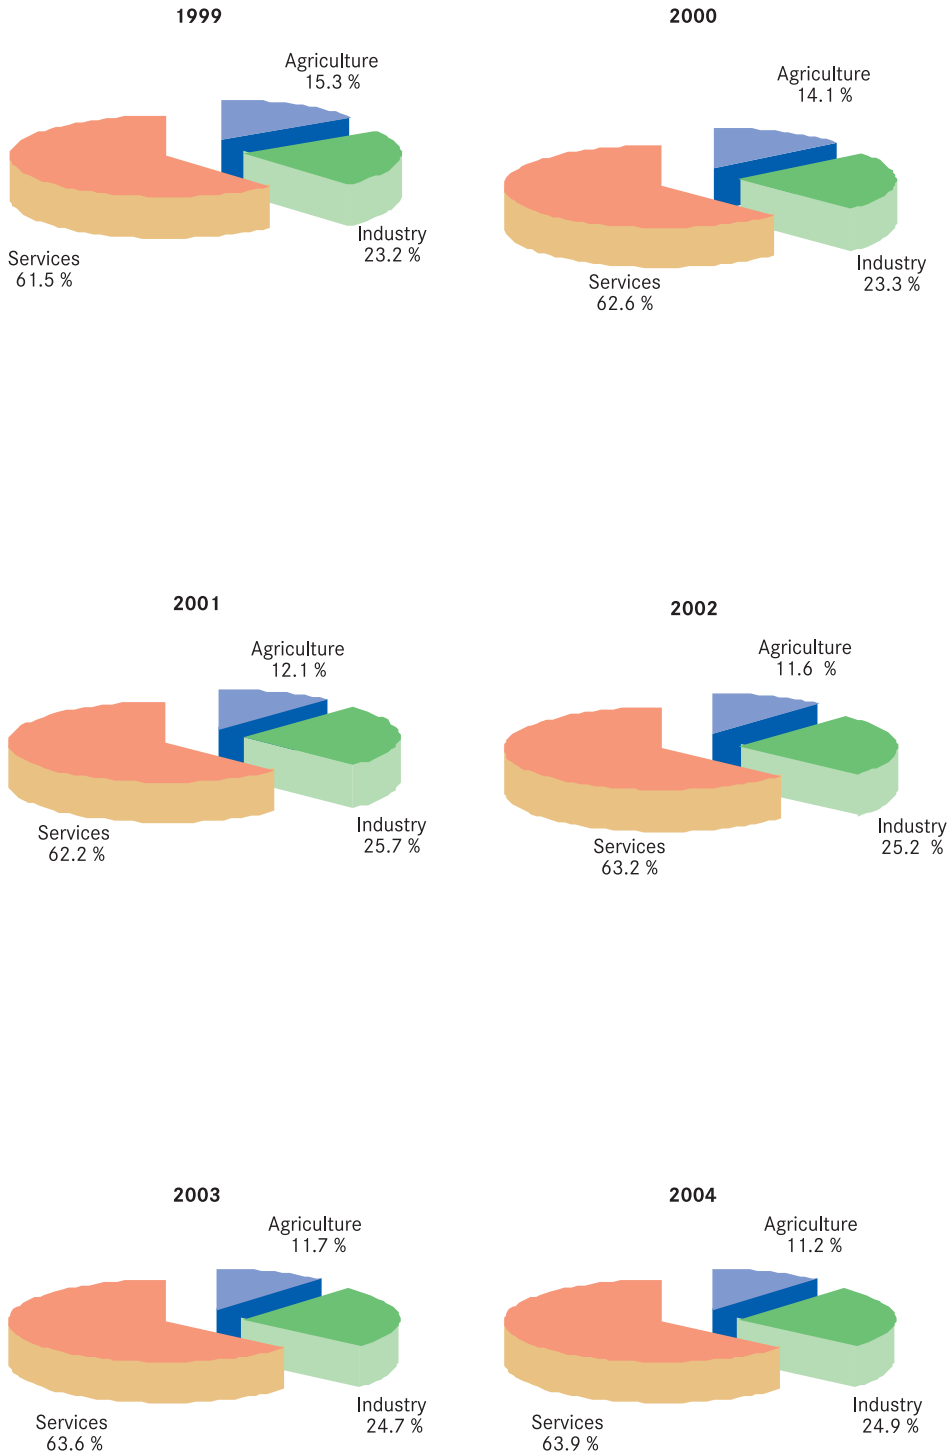 1999
Agriculture
15.3 %
Industry
23.2 %
Services
61.5 %
2000
Agriculture
14.1 %
Industry
23.3 %
Services
62.6 %
2001
Agriculture
12.1 %
Industry
25.7 %
Services
62.2 %
2002
Agriculture
11.6 %
Industry
25.2 %
Services
63.2 %
2003
Agriculture
11.7 %
Industry
24.7 %
Services
63.6 %
2004
Agriculture
11.2 %
Industry
24.9 %
Services
63.9 %